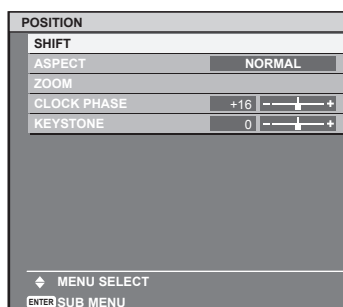 POSITION
SHIFT
ASPECT NORMAL
ZOOM
CLOCK PHASE +16 - +
KEYSTONE 0 - +
MENU SELECT
ENTER SUB MENU